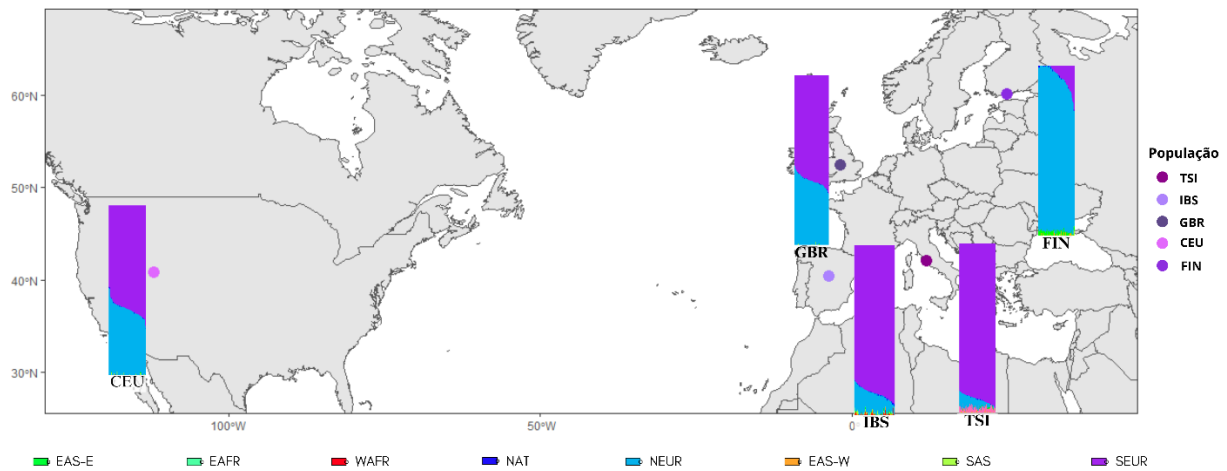 60°N
50°N
40°N
30°N
100°W
50°W
0°
CEU
GBR
IBS
TSI
FIN
População
TSI
IBS
GBR
CEU
FIN
EAS-E EAFR WAFR NAT NEUR EAS-W SAS SEUR